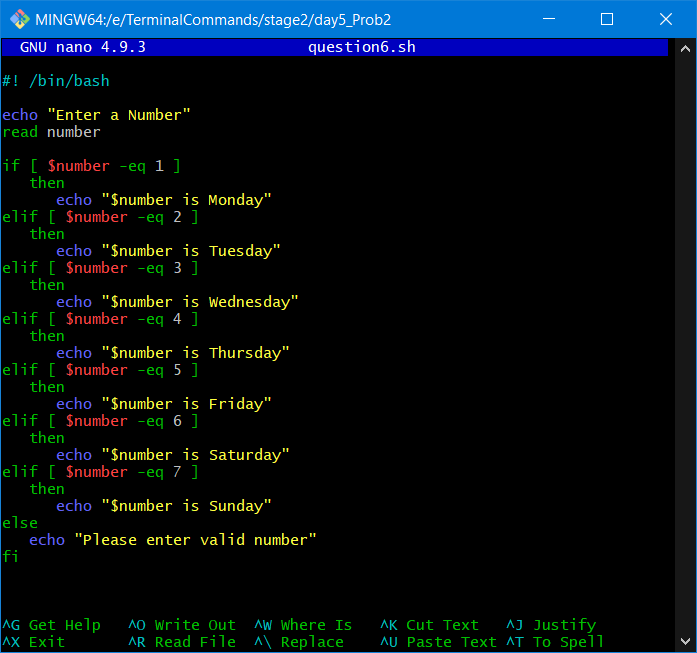 MINGW64:/e/TerminalCommands/stage2/day5_Prob2
GNU nano 4.9.3 question6.sh
#! /bin/bash
echo "Enter a Number"
read number
if [ $number -eq 1 ]
then
echo "$number is Monday"
elif [ $number -eq 2 ]
then
echo "$number is Tuesday"
elif [ $number -eq 3 ]
then
echo "$number is Wednesday"
elif [ $number -eq 4 ]
then
echo "$number is Thursday"
elif [ $number -eq 5 ]
then
echo "$number is Friday"
elif [ $number -eq 6 ]
then
echo "$number is Saturday"
elif [ $number -eq 7 ]
then
echo "$number is Sunday"
else
echo "Please enter valid number"
fi
^G Get Help ^O Write Out ^W Where Is ^K Cut Text ^J Justify
^X Exit ^R Read File ^\ Replace ^U Paste Text ^T To Spell